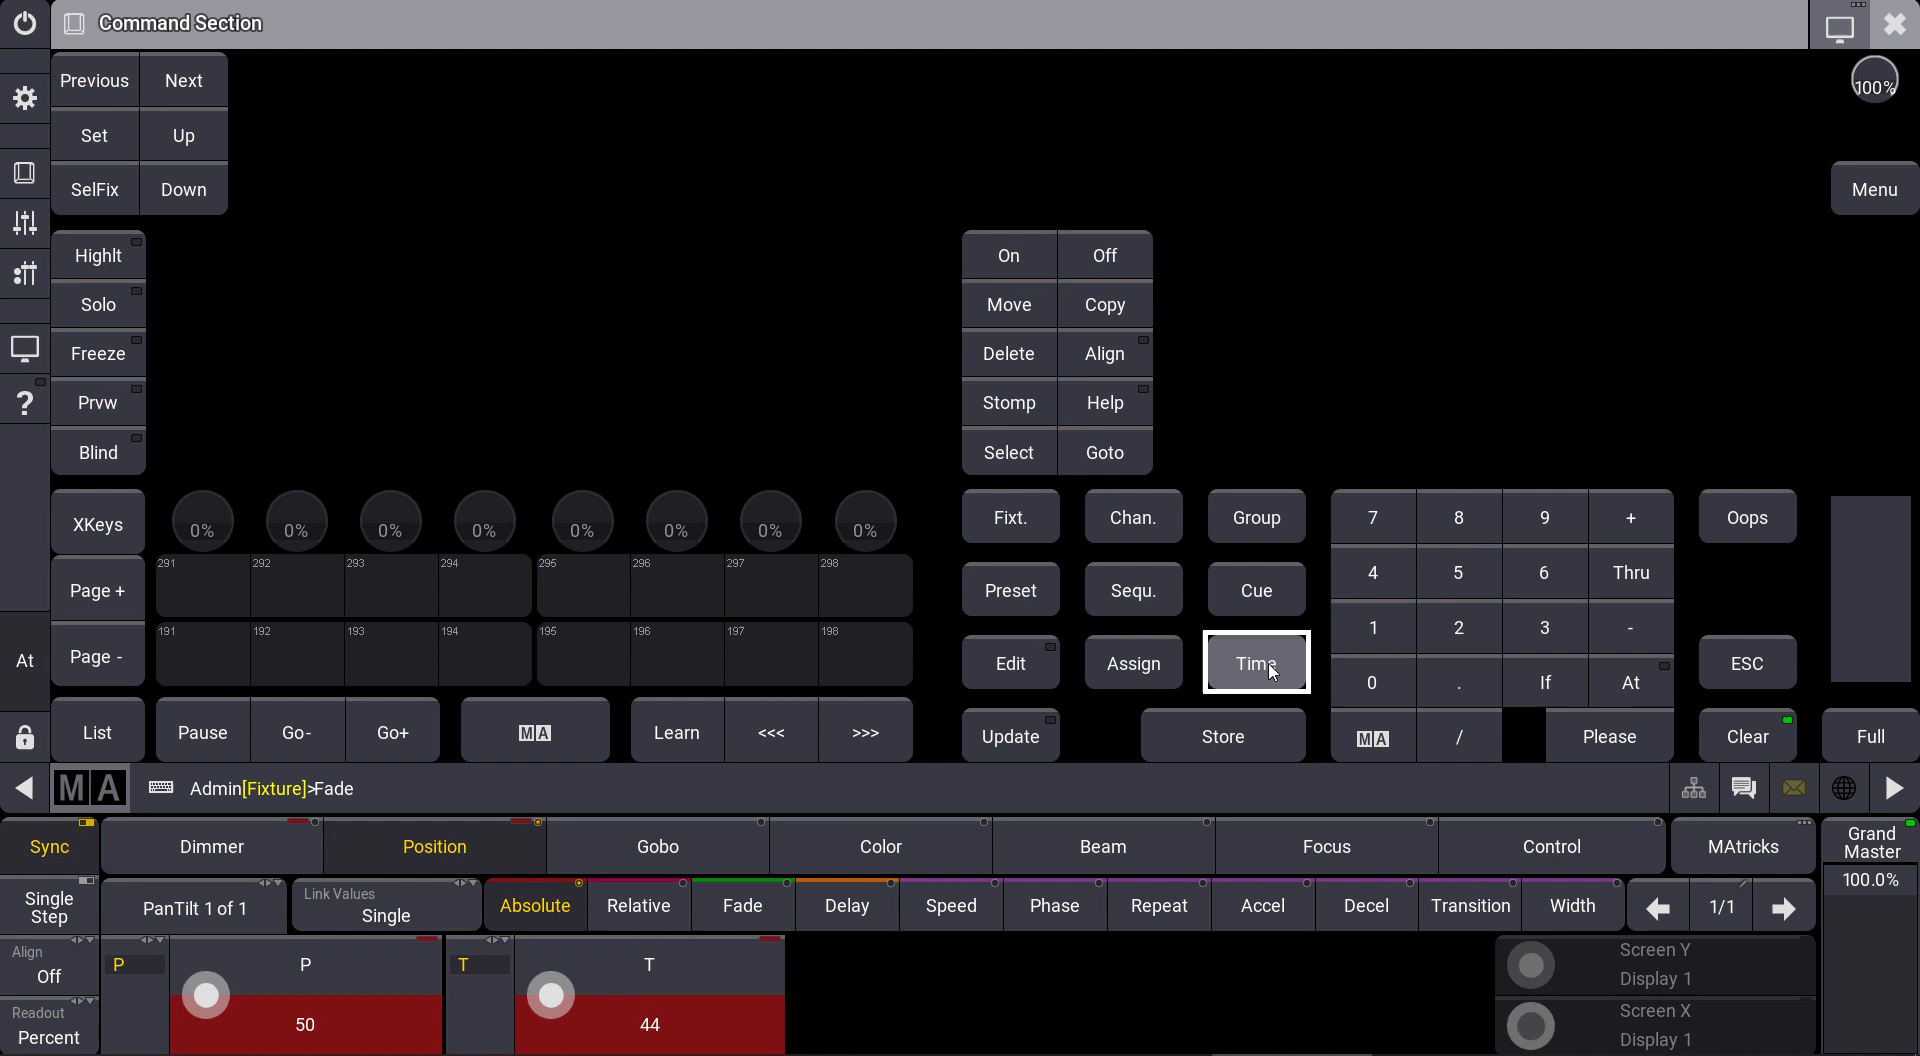 Command Section
Previous Next
100%
Set Up
SelFix Down
Menu
Highlt
On Off
Solo
Move Copy
Freeze
Delete Align
Prvw
Stomp Help
Blind
Select Goto
XKeys
0% 0% 0% 0% 0% 0% 0% 0%
Fixt. Chan. Group
7 8 9 +
Oops
291 292 293 294 295 296 297 298
Page +
Preset Sequ. Cue
4 5 6 Thru
191 192 193 194 195 196 197 198
1 2 3 -
At
Page -
Edit Assign Time
ESC
0 . If At
List Pause Go- Go+ MA Learn <<< >>>
Update Store
MA / Please
Clear Full
MA Admin[Fixture]>Fade
Sync Dimmer Position Gobo Color Beam Focus Control MAtricks
Grand
Master
100.0%
Single
Step
PanTilt 1 of 1
Link Values
Single
Absolute Relative Fade Delay Speed Phase Repeat Accel Decel Transition Width
1/1
Align
Off
P P T T
Screen Y
Display 1
Readout
Percent
50 44
Screen X
Display 1